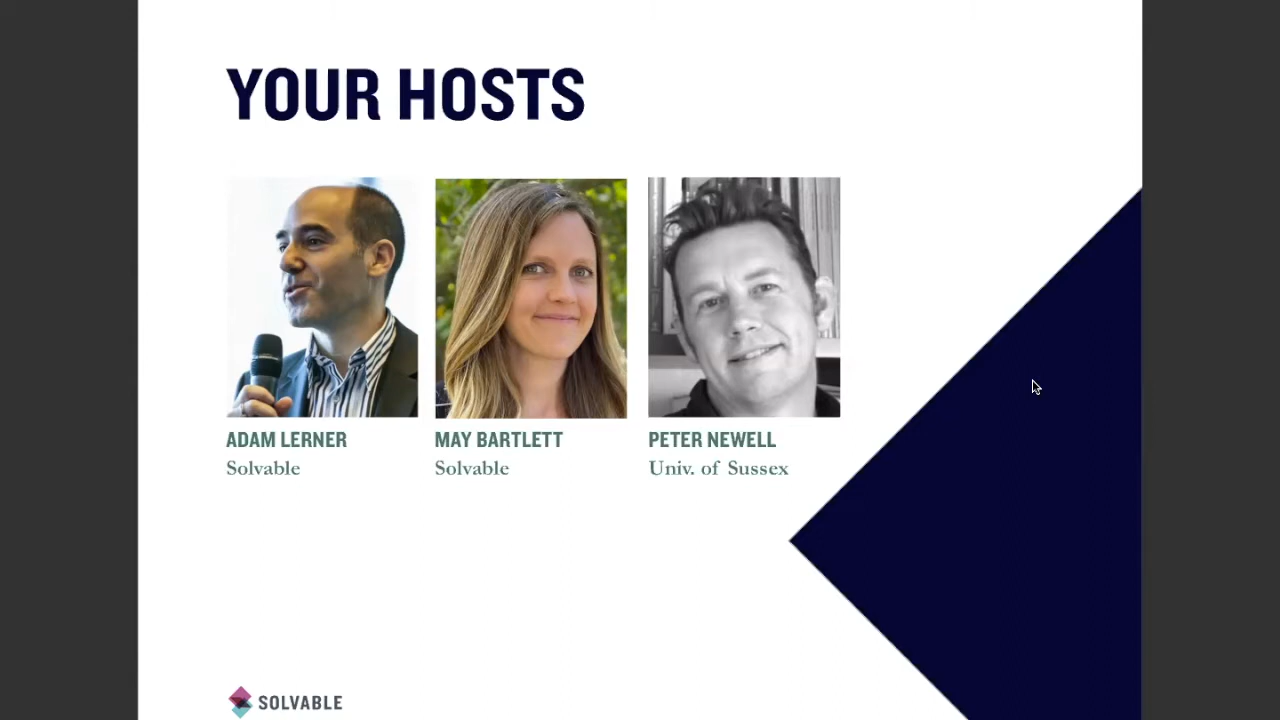 YOUR HOSTS
ADAM LERNER
Solvable
MAY BARTLETT
Solvable
PETER NEWELL
Univ. of Sussex
SOLVABLE